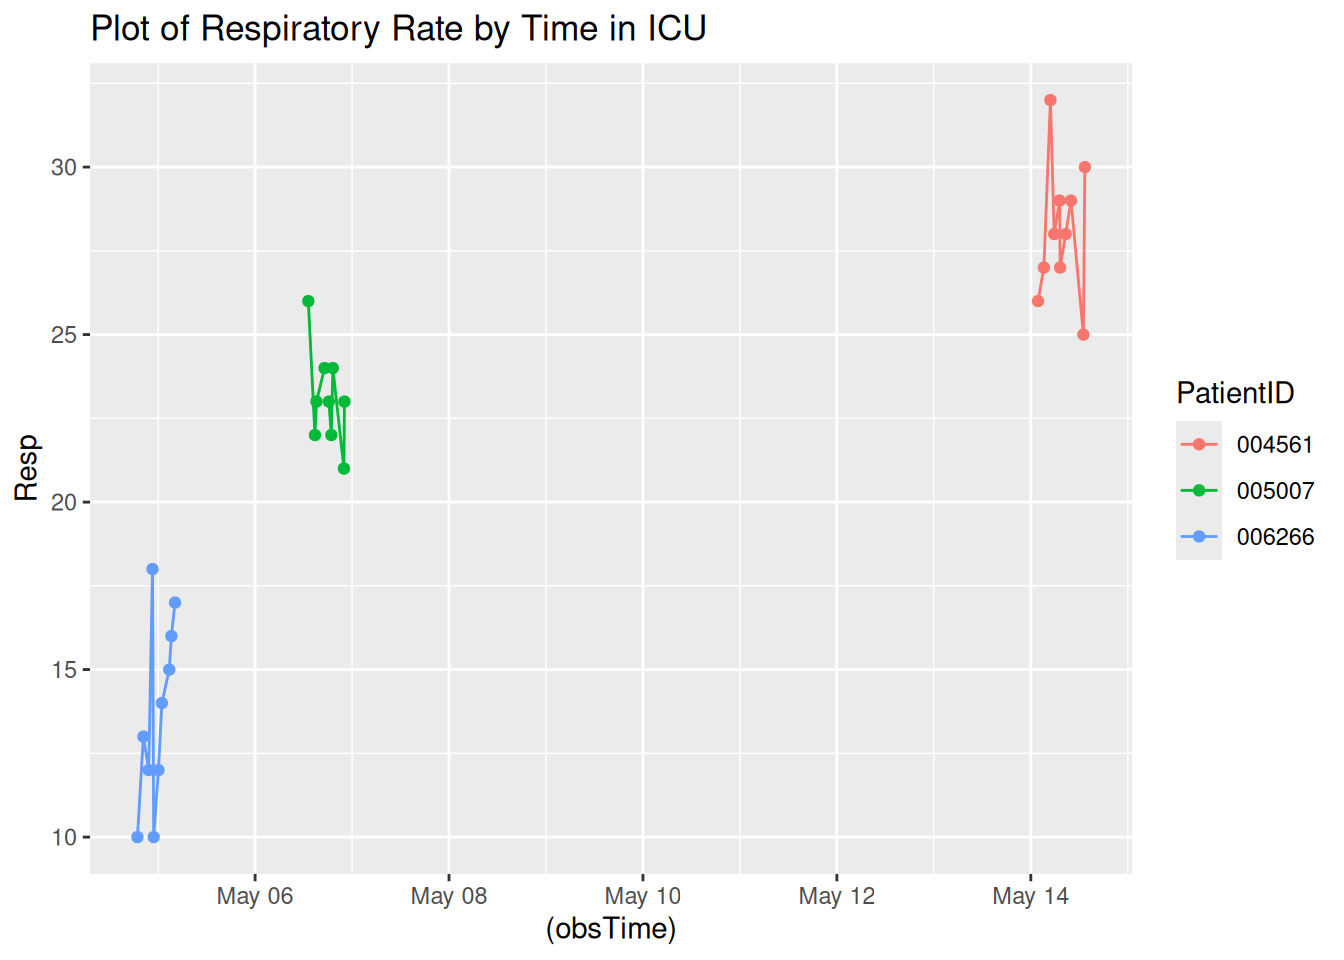 Plot of Respiratory Rate by Time in ICU
Resp
30
25
20
15
10
May 06
May 08
May 10
May 12
May 14
(obsTime)
PatientID
004561
005007
006266